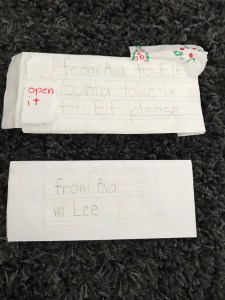 from Ava to Elf
Santa take it
to Elf please
open
it
from Ava
to Lee